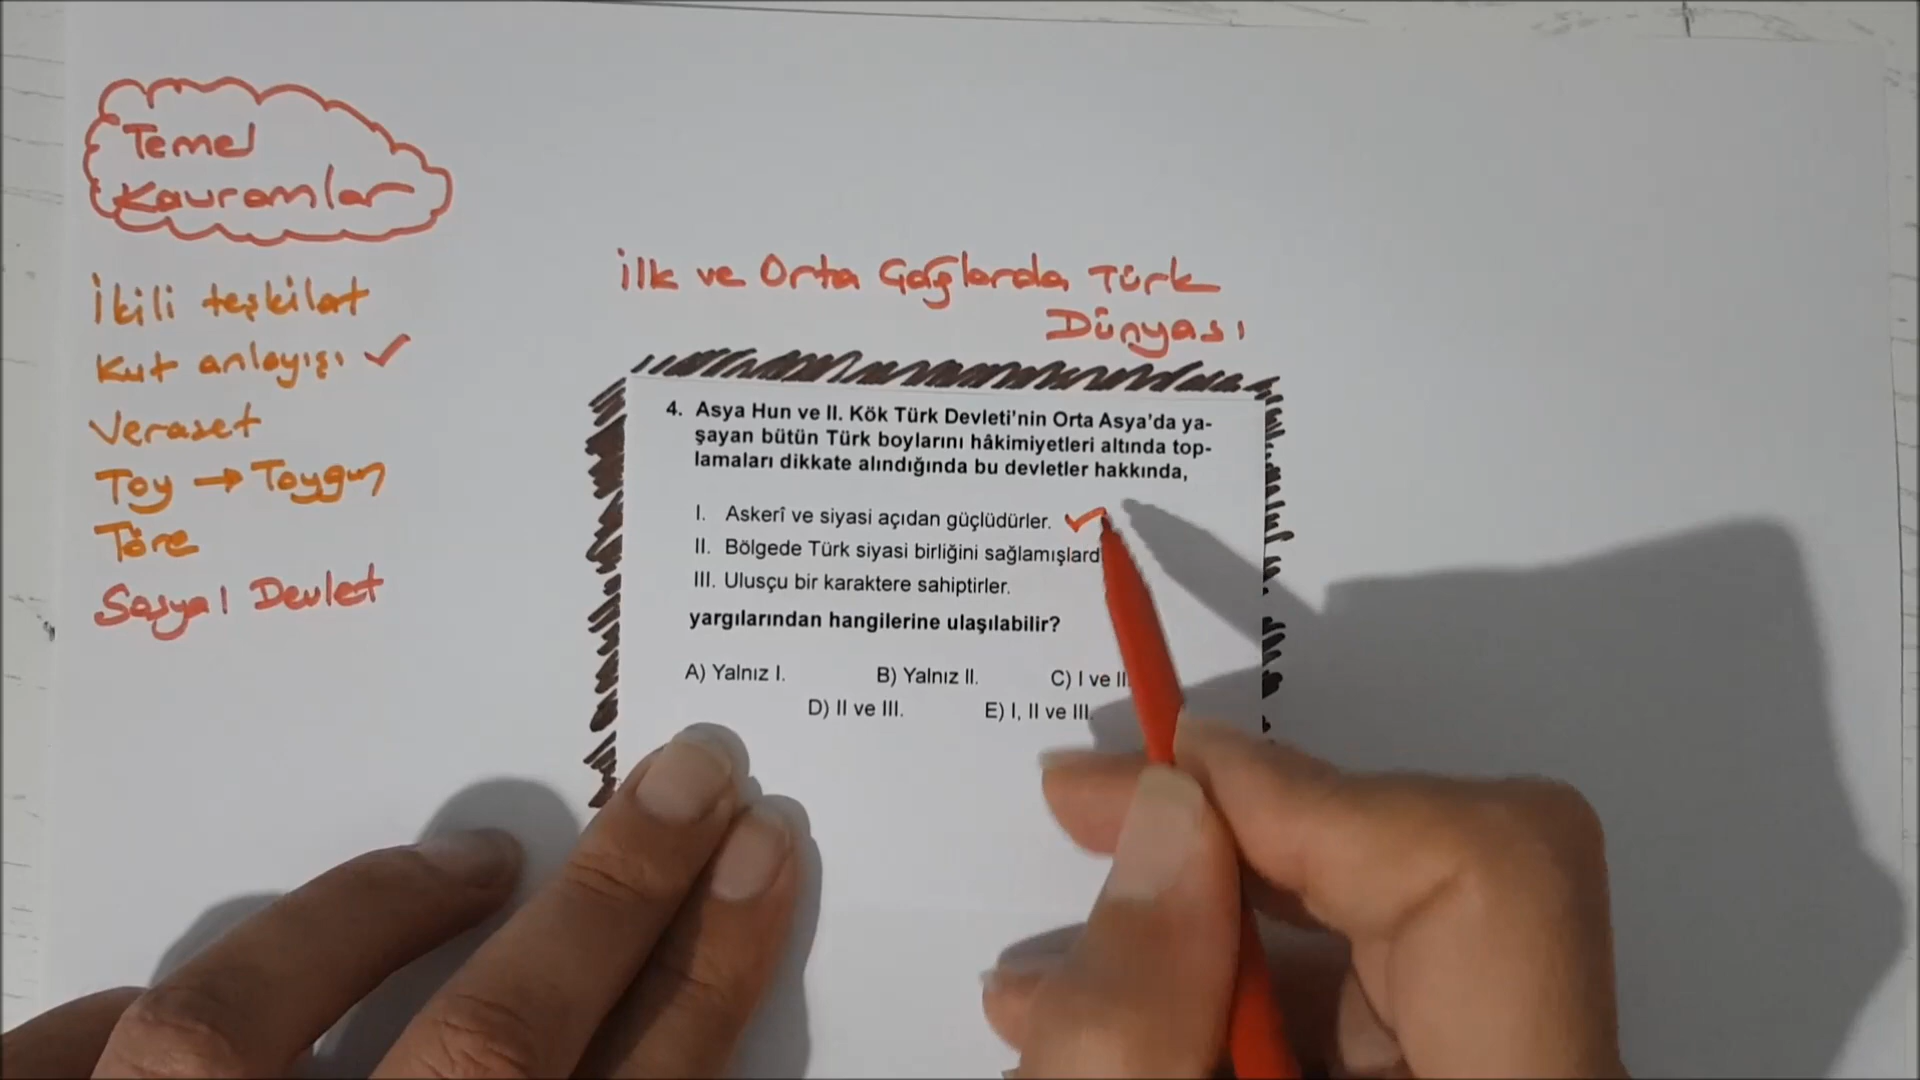 Temel
Kavramlar
İkili teşkilat
Kut anlayışı ✓
Veraset
Toy → Toygun
Töre
Sosyal Devlet
İlk ve Orta Çağlarda Türk
Dünyası
4. Asya Hun ve II. Kök Türk Devleti'nin Orta Asya'da ya-
şayan bütün Türk boylarını hâkimiyetleri altında top-
lamaları dikkate alındığında bu devletler hakkında,
I. Askerî ve siyasi açıdan güçlüdürler. ✓
II. Bölgede Türk siyasi birliğini sağlamışlard
III. Ulusçu bir karaktere sahiptirler.
yargılarından hangilerine ulaşılabilir?
A) Yalnız I. B) Yalnız II. C) I ve II.
D) II ve III. E) I, II ve III.